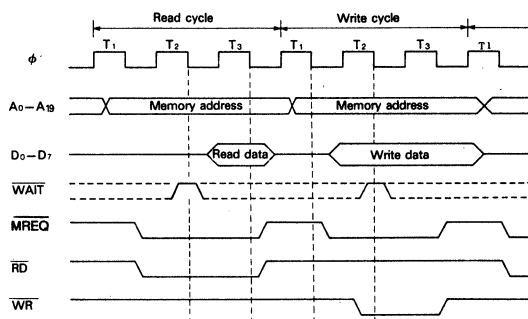 Read cycle Write cycle
T1 T2 T3 T1 T2 T3 T1
ϕ
A0–A19 Memory address Memory address
D0–D7 Read data Write data
WAIT
MREQ
RD
WR